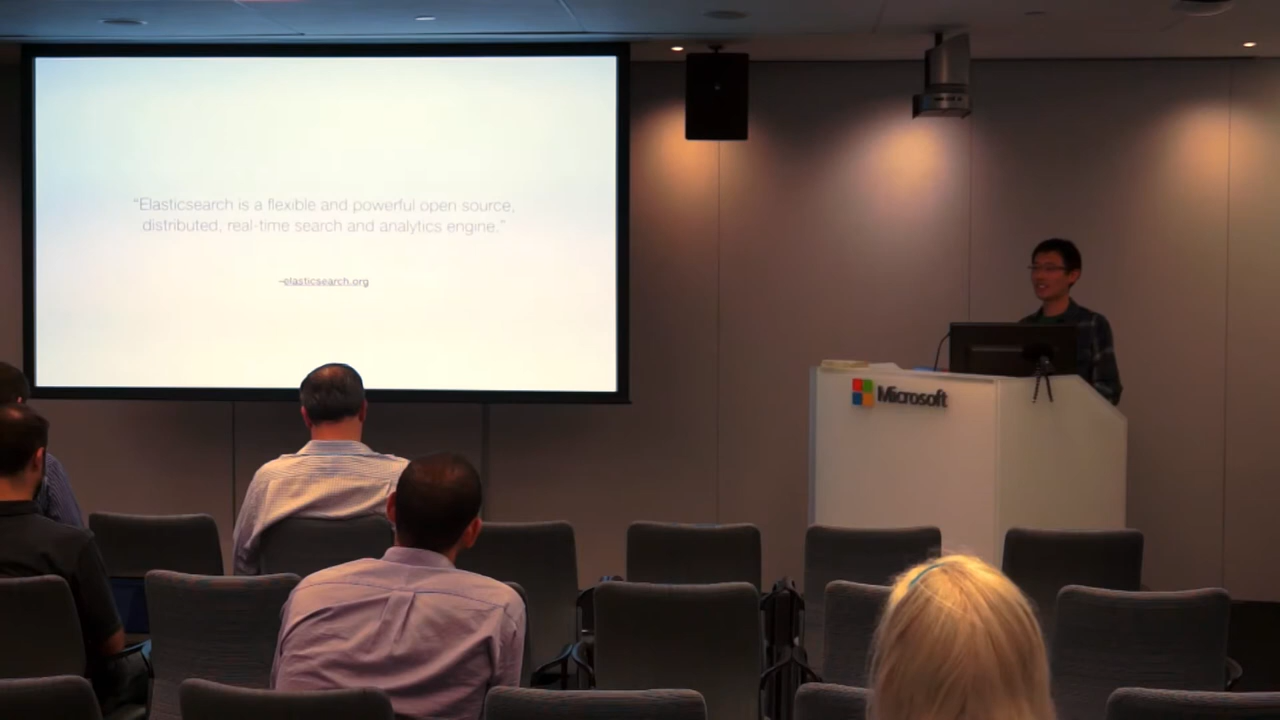 “Elasticsearch is a flexible and powerful open source,
distributed, real-time search and analytics engine.”
-elasticsearch.org
Microsoft